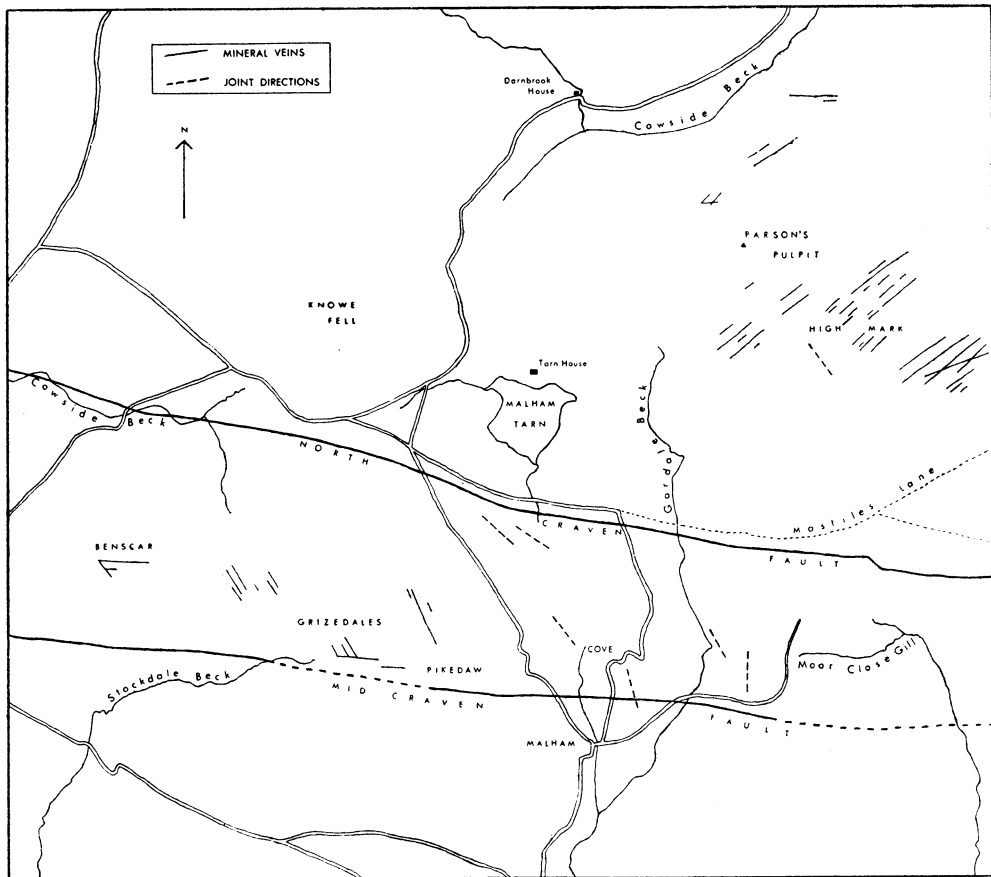 MINERAL VEINS
JOINT DIRECTIONS
N
Darnbrook
House
Cowside Beck
PARSON'S
PULPIT
KNOWE
FELL
HIGH MARK
Tarn House
MALHAM
TARN
Cowside Beck
Gordale Beck
NORTH CRAVEN FAULT
Mastiles lane
BENSCAR
GRIZEDALES
COVE
PIKEDAW
Moor Close Gill
Stockdale Beck
MID CRAVEN FAULT
MALHAM